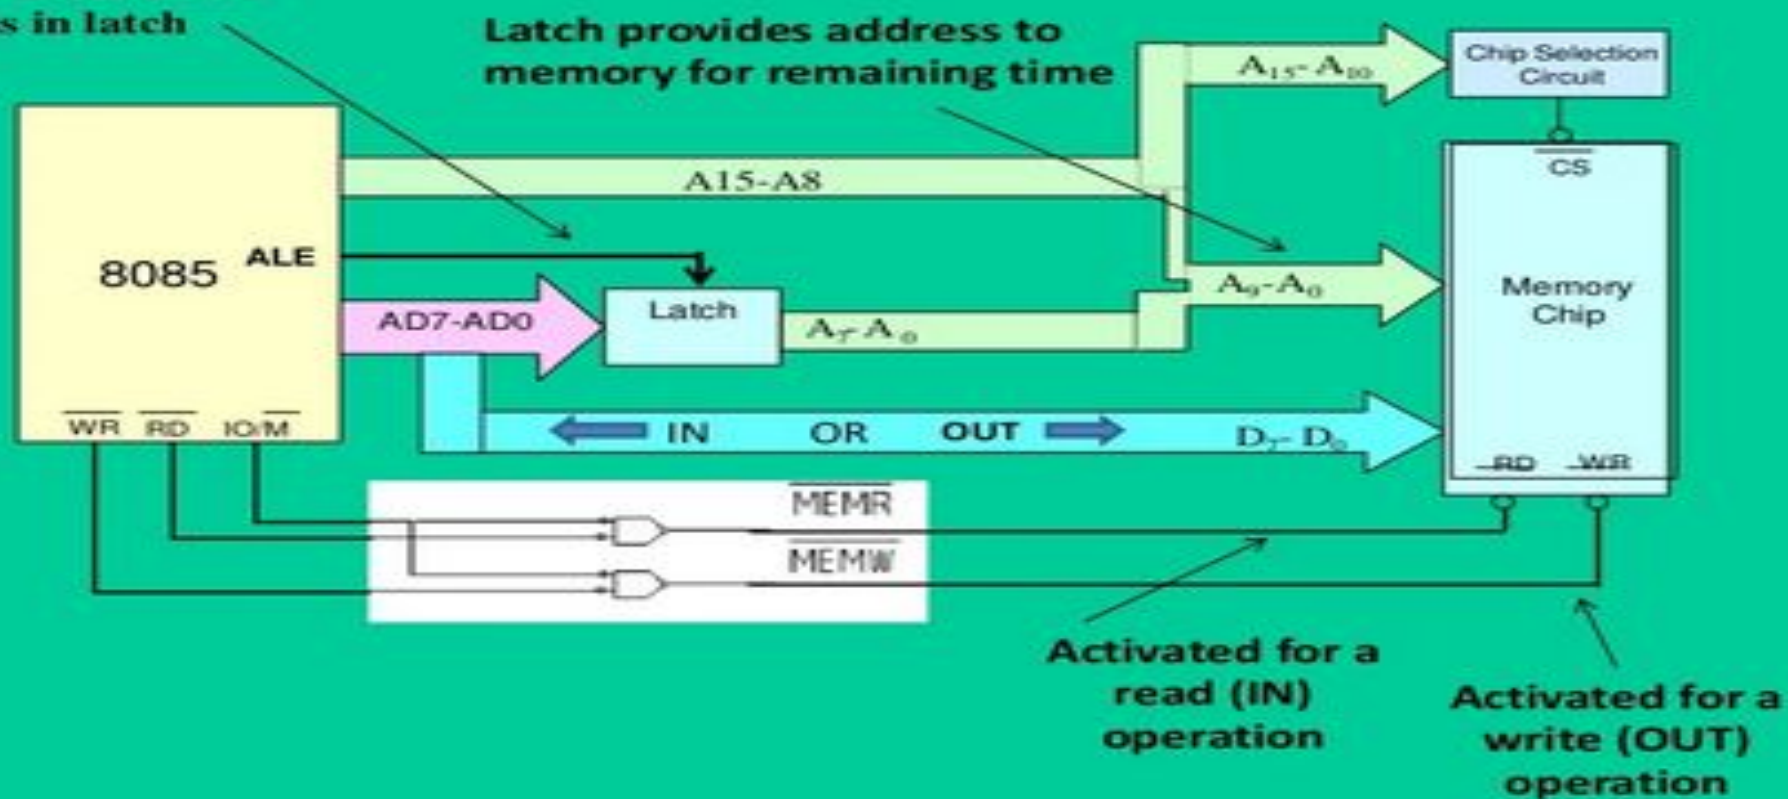 s in latch
Latch provides address to
memory for remaining time
A15-A10
Chip Selection
Circuit
CS
A15-A8
8085
ALE
AD7-AD0
Latch
A7-A0
A9-A0
Memory
Chip
WR RD IO/M
IN OR OUT
D7-D0
RD WR
MEMR
MEMW
Activated for a
read (IN)
operation
Activated for a
write (OUT)
operation